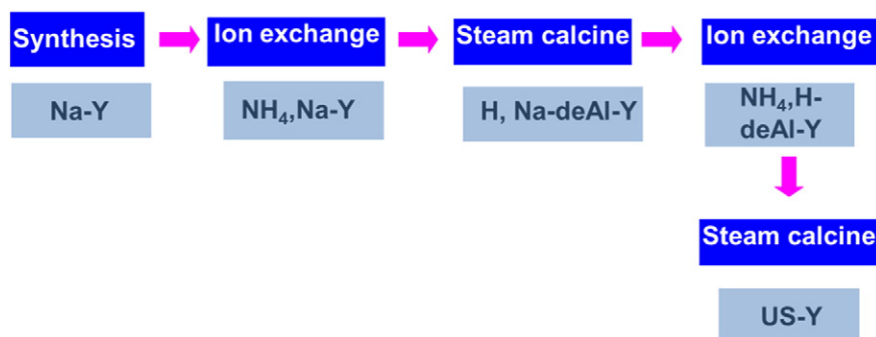 Synthesis
Ion exchange
Steam calcine
Ion exchange
Na-Y
NH₄,Na-Y
H, Na-deAl-Y
NH₄,H-
deAl-Y
Steam calcine
US-Y